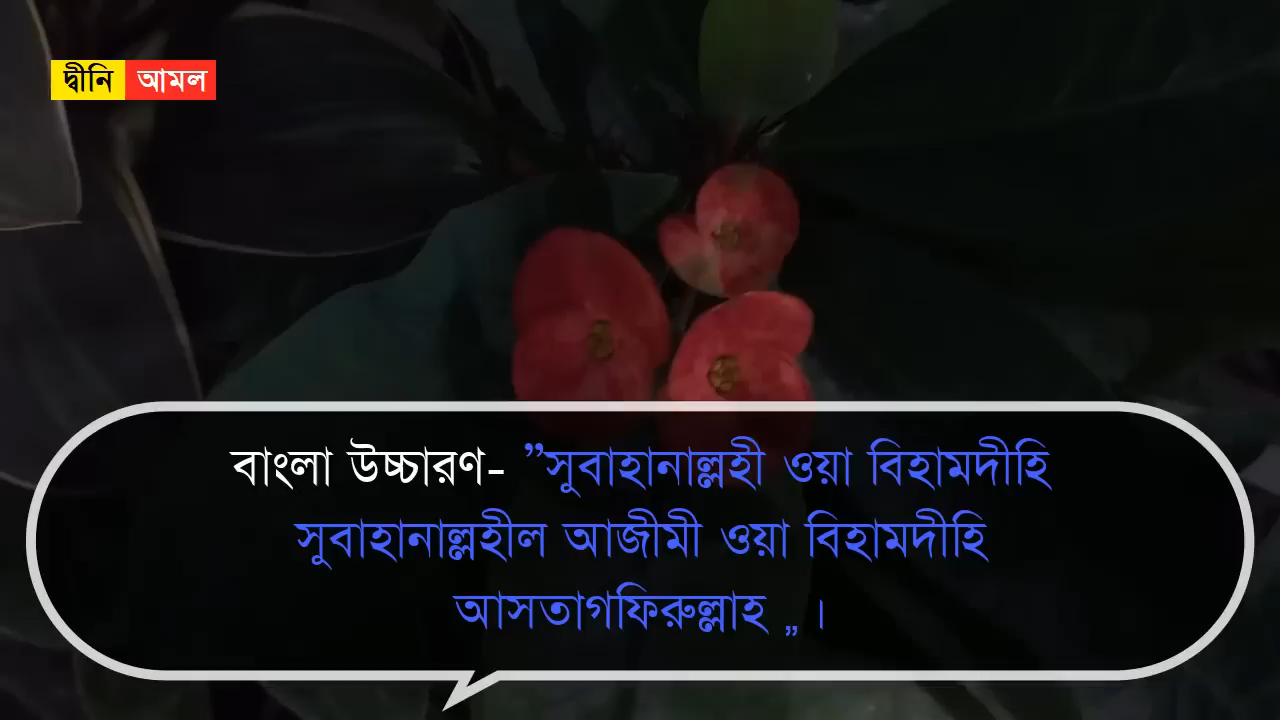 দ্বীনি আমল
বাংলা উচ্চারণ- ”সুবাহানাল্লহী ওয়া বিহামদীহি
সুবাহানাল্লহীল আজীমী ওয়া বিহামদীহি
আসতাগফিরুল্লাহ „ ।